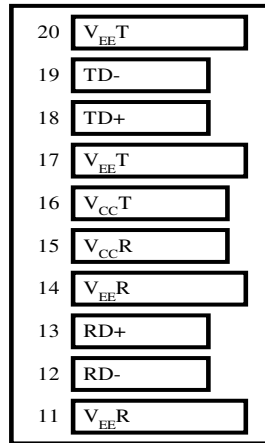 20 VEET
19 TD-
18 TD+
17 VEET
16 VCCT
15 VCCR
14 VEER
13 RD+
12 RD-
11 VEER